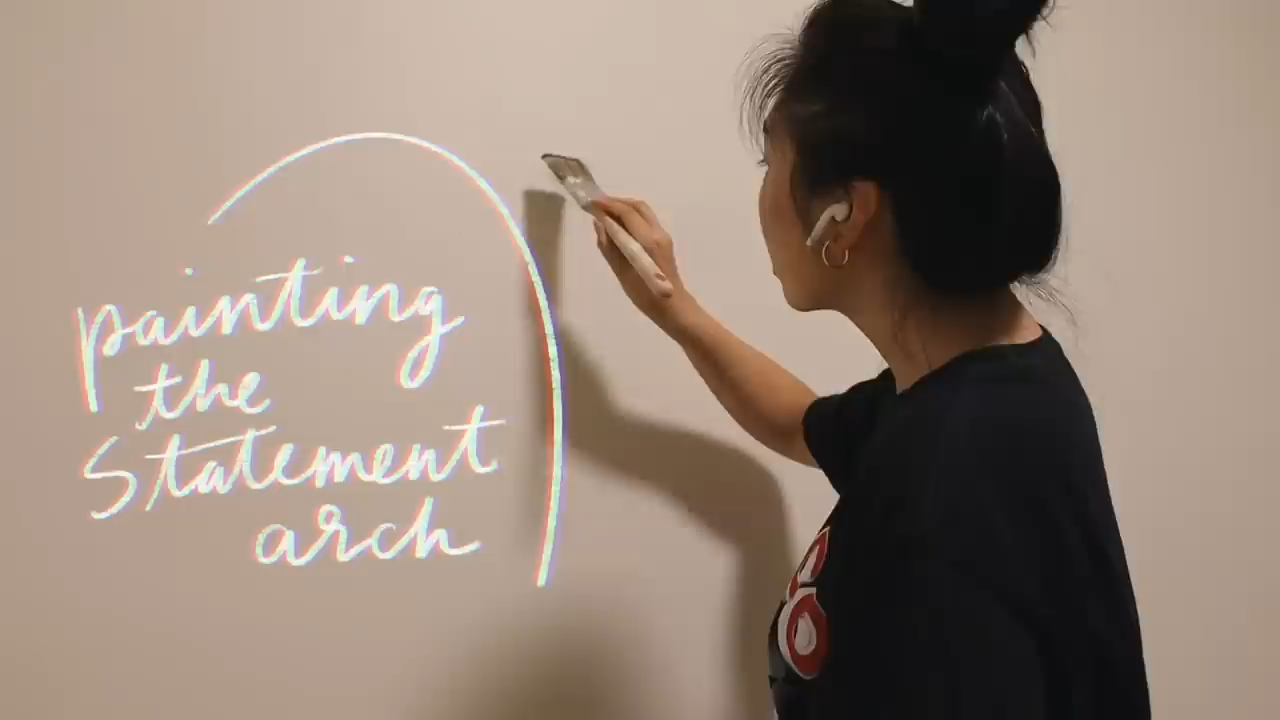 painting
the
Statement
arch